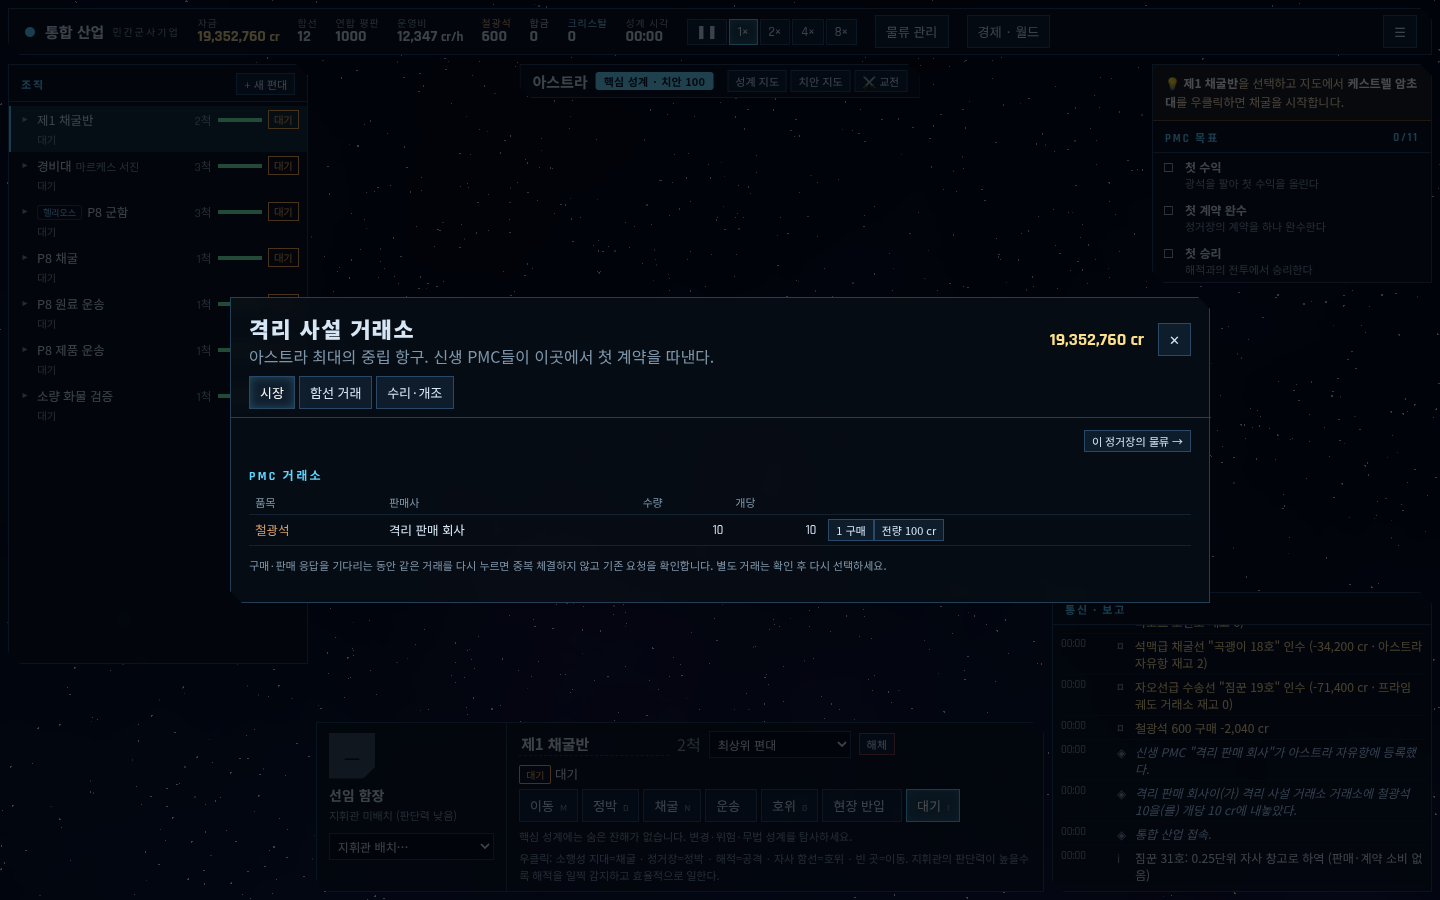 통합 산업 민간군사기업
자금 19,352,760 cr
함선 12
연합 평판 1000
운영비 12,347 cr/h
철광석 600
합금 0
크리스탈 0
성계 시각 00:00
❚❚ 1× 2× 4× 8×
물류 관리
경제 · 월드
☰
조직
+ 새 편대
▸ 제1 채굴반 2척 대기
대기
▸ 경비대 마르케스 서진 3척 대기
대기
▸ 헬리오스 P8 군함 3척 대기
대기
▸ P8 채굴 1척 대기
대기
▸ P8 원료 운송 1척
대기
▸ P8 제품 운송 1척
대기
▸ 소량 화물 검증 1척
대기
아스트라 핵심 성계 · 치안 100 성계 지도 치안 지도 ⚔ 교전
💡 제1 채굴반을 선택하고 지도에서 케스트렐 암초
대를 우클릭하면 채굴을 시작합니다.
PMC 목표 0/11
☐ 첫 수익
광석을 팔아 첫 수익을 올린다
☐ 첫 계약 완수
정거장의 계약을 하나 완수한다
☐ 첫 승리
해적과의 전투에서 승리한다
격리 사설 거래소
19,352,760 cr ×
아스트라 최대의 중립 항구. 신생 PMC들이 이곳에서 첫 계약을 따낸다.
시장 함선 거래 수리·개조
이 정거장의 물류 →
PMC 거래소
품목 판매사 수량 개당
철광석 격리 판매 회사 10 10 1 구매 전량 100 cr
구매·판매 응답을 기다리는 동안 같은 거래를 다시 누르면 중복 체결하지 않고 기존 요청을 확인합니다. 별도 거래는 확인 후 다시 선택하세요.
통신 · 보고
00:00 ¤ 석맥급 채굴선 "곡괭이 18호" 인수 (-34,200 cr · 아스트라
자유항 재고 2)
00:00 ¤ 자오선급 수송선 "짐꾼 19호" 인수 (-71,400 cr · 프라임
궤도 거래소 재고 0)
00:00 ¤ 철광석 600 구매 -2,040 cr
00:00 ◈ 신생 PMC "격리 판매 회사"가 아스트라 자유항에 등록했
다.
00:00 ◈ 격리 판매 회사이(가) 격리 사설 거래소 거래소에 철광석
10을(를) 개당 10 cr에 내놓았다.
00:00 ◈ 통합 산업 접속.
00:00 i 짐꾼 31호: 0.25단위 자사 창고로 하역 (판매·계약 소비 없
음)
—
선임 함장
지휘관 미배치 (판단력 낮음)
지휘관 배치…
제1 채굴반 2척 최상위 편대 해체
대기 대기
이동 M 정박 D 채굴 N 운송 호위 D 현장 반입 대기 I
핵심 성계에는 숨은 잔해가 없습니다. 변경·위험·무법 성계를 탐사하세요.
우클릭: 소행성 지대=채굴 · 정거장=정박 · 해적=공격 · 자사 함선=호위 · 빈 곳=이동. 지휘관의 판단력이 높을수
록 해적을 일찍 감지하고 효율적으로 일한다.